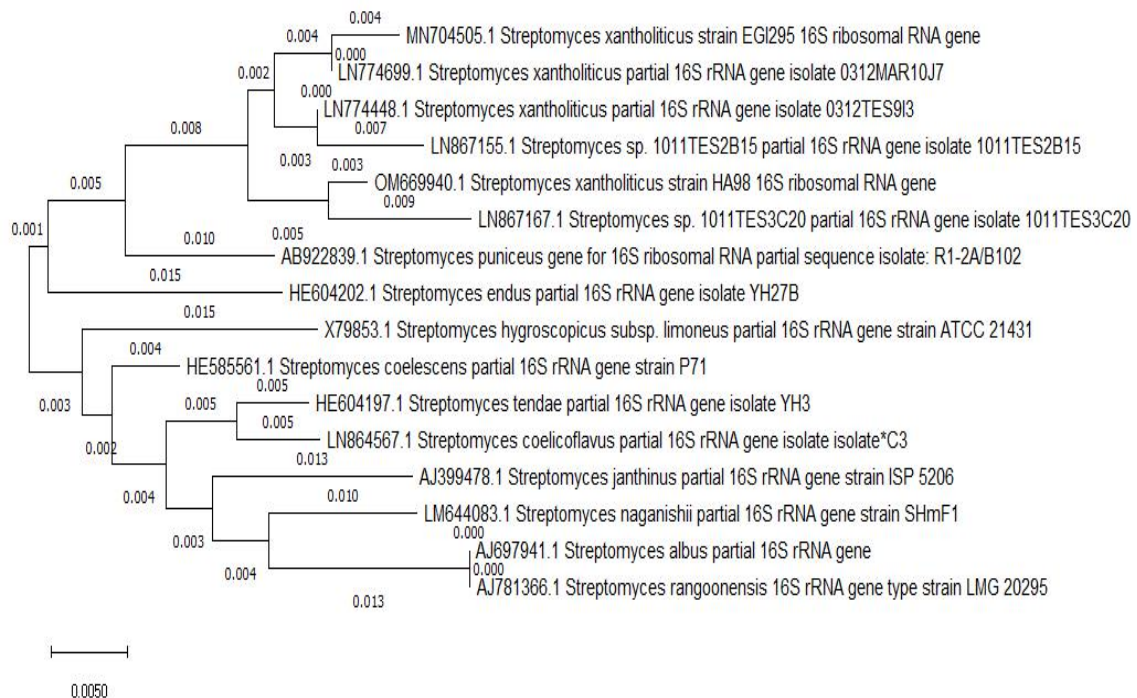 0.004
MN704505.1 Streptomyces xantholiticus strain EGI295 16S ribosomal RNA gene
0.004
0.000
LN774699.1 Streptomyces xantholiticus partial 16S rRNA gene isolate 0312MAR10J7
0.002
0.000
LN774448.1 Streptomyces xantholiticus partial 16S rRNA gene isolate 0312TES9I3
0.008
0.007
LN867155.1 Streptomyces sp. 1011TES2B15 partial 16S rRNA gene isolate 1011TES2B15
0.003
0.003
OM669940.1 Streptomyces xantholiticus strain HA98 16S ribosomal RNA gene
0.005
0.009
LN867167.1 Streptomyces sp. 1011TES3C20 partial 16S rRNA gene isolate 1011TES3C20
0.001
0.010
0.005
AB922839.1 Streptomyces puniceus gene for 16S ribosomal RNA partial sequence isolate: R1-2A/B102
0.015
HE604202.1 Streptomyces endus partial 16S rRNA gene isolate YH27B
0.015
X79853.1 Streptomyces hygroscopicus subsp. limoneus partial 16S rRNA gene strain ATCC 21431
0.004
HE585561.1 Streptomyces coelescens partial 16S rRNA gene strain P71
0.003
0.005
0.005
HE604197.1 Streptomyces tendae partial 16S rRNA gene isolate YH3
0.005
LN864567.1 Streptomyces coelicoflavus partial 16S rRNA gene isolate isolate*C3
0.002
0.013
AJ399478.1 Streptomyces janthinus partial 16S rRNA gene strain ISP 5206
0.004
0.010
LM644083.1 Streptomyces naganishii partial 16S rRNA gene strain SHmF1
0.003
0.000
AJ697941.1 Streptomyces albus partial 16S rRNA gene
0.004
0.000
AJ781366.1 Streptomyces rangoonensis 16S rRNA gene type strain LMG 20295
0.013
0.0050